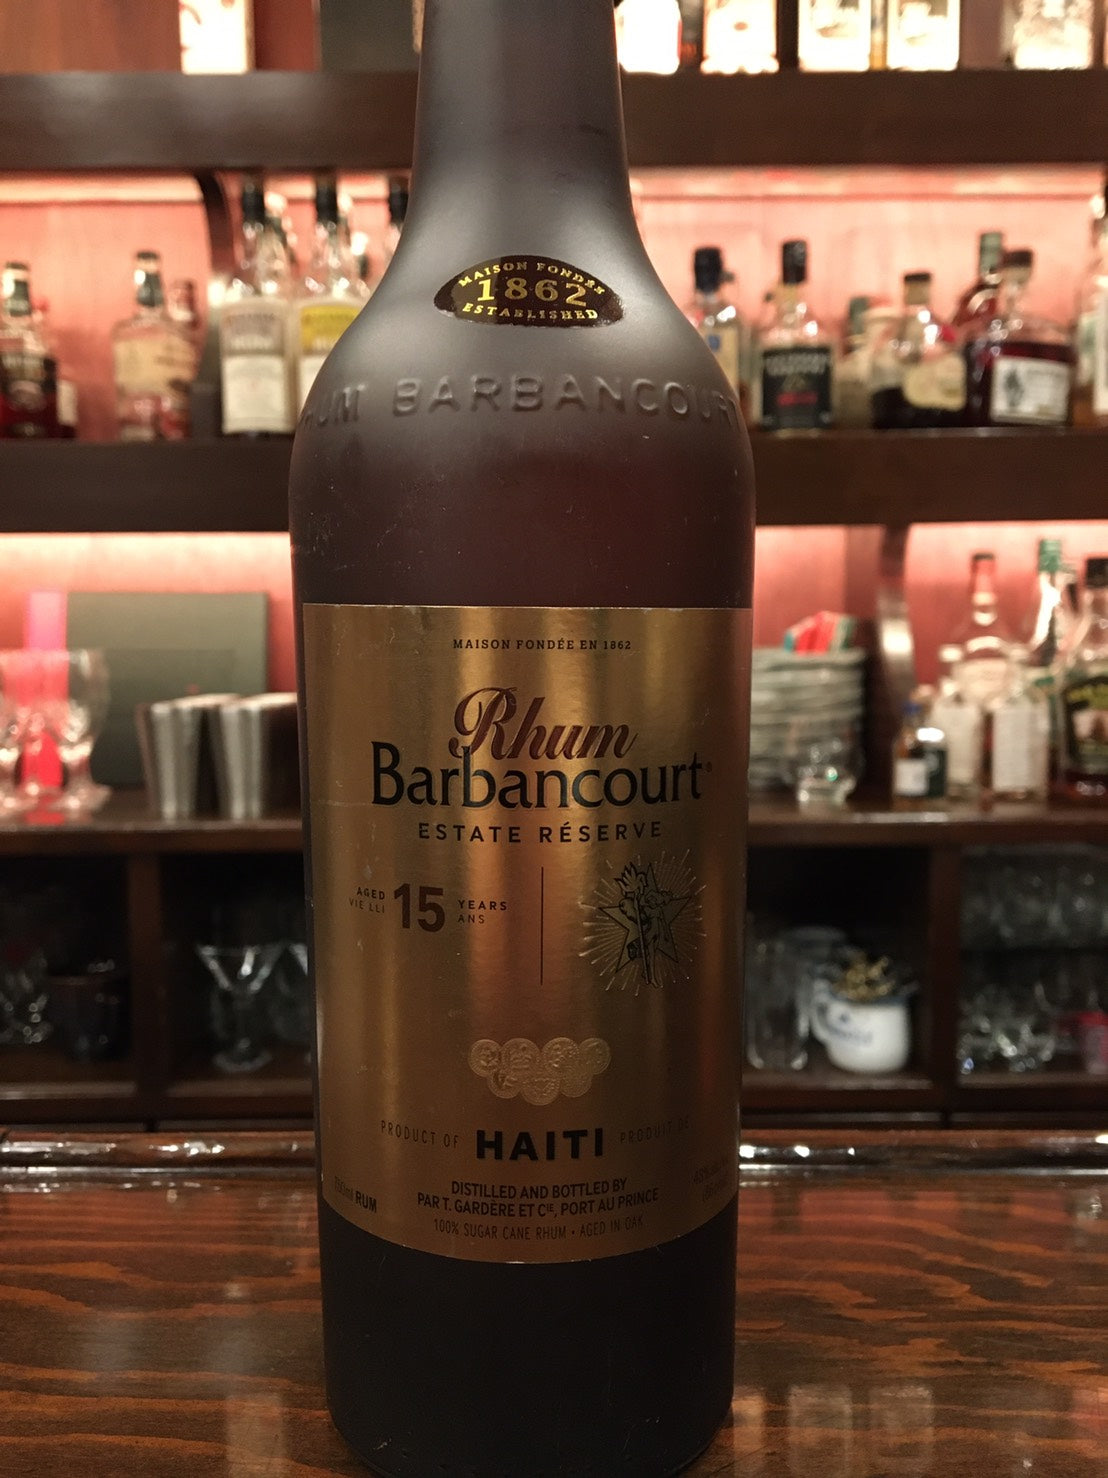 MAISON FONDÉE
1862
ESTABLISHED
RHUM BARBANCOURT
MAISON FONDÉE EN 1862
Rhum
Barbancourt
ESTATE RÉSERVE
AGED 15 YEARS
VIEILLI ANS
PRODUCT OF HAITI PRODUIT DE
DISTILLED AND BOTTLED BY
PAR T. GARDÈRE ET CIE, PORT AU PRINCE
RUM
100% SUGAR CANE RHUM • AGED IN OAK